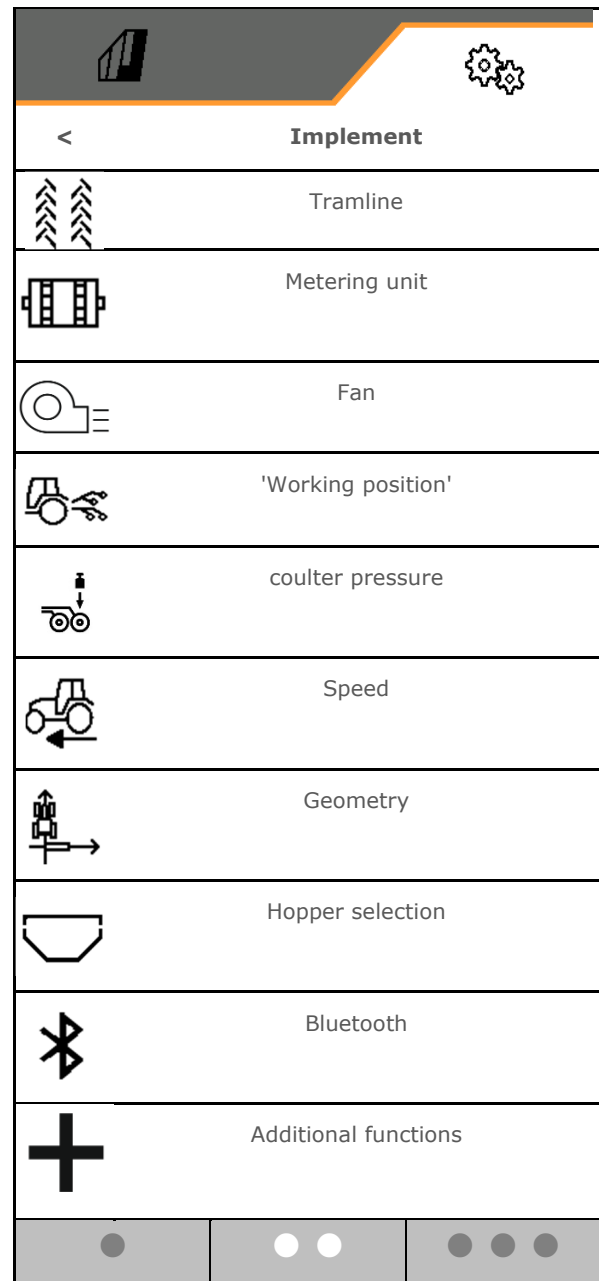 < Implement
Tramline
Metering unit
Fan
'Working position'
coulter pressure
Speed
Geometry
Hopper selection
Bluetooth
Additional functions